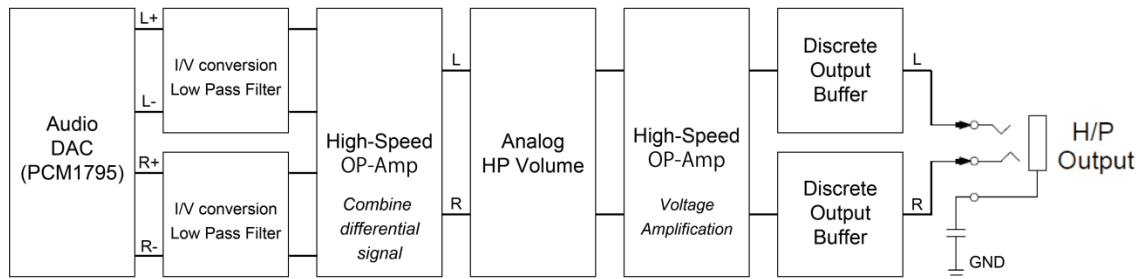 Audio
DAC
(PCM1795)
L+
L-
R+
R-
I/V conversion
Low Pass Filter
I/V conversion
Low Pass Filter
High-Speed
OP-Amp
Combine
differential
signal
L
R
Analog
HP Volume
High-Speed
OP-Amp
Voltage
Amplification
Discrete
Output
Buffer
Discrete
Output
Buffer
L
R
H/P
Output
GND